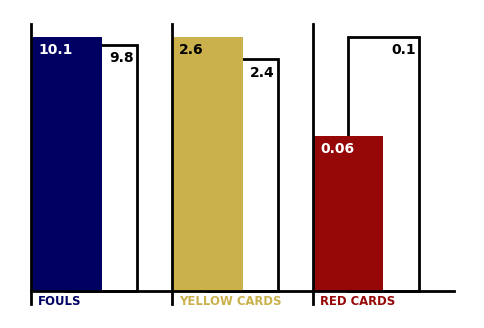 10.1
9.8
2.6
2.4
0.1
0.06
FOULS
YELLOW CARDS
RED CARDS